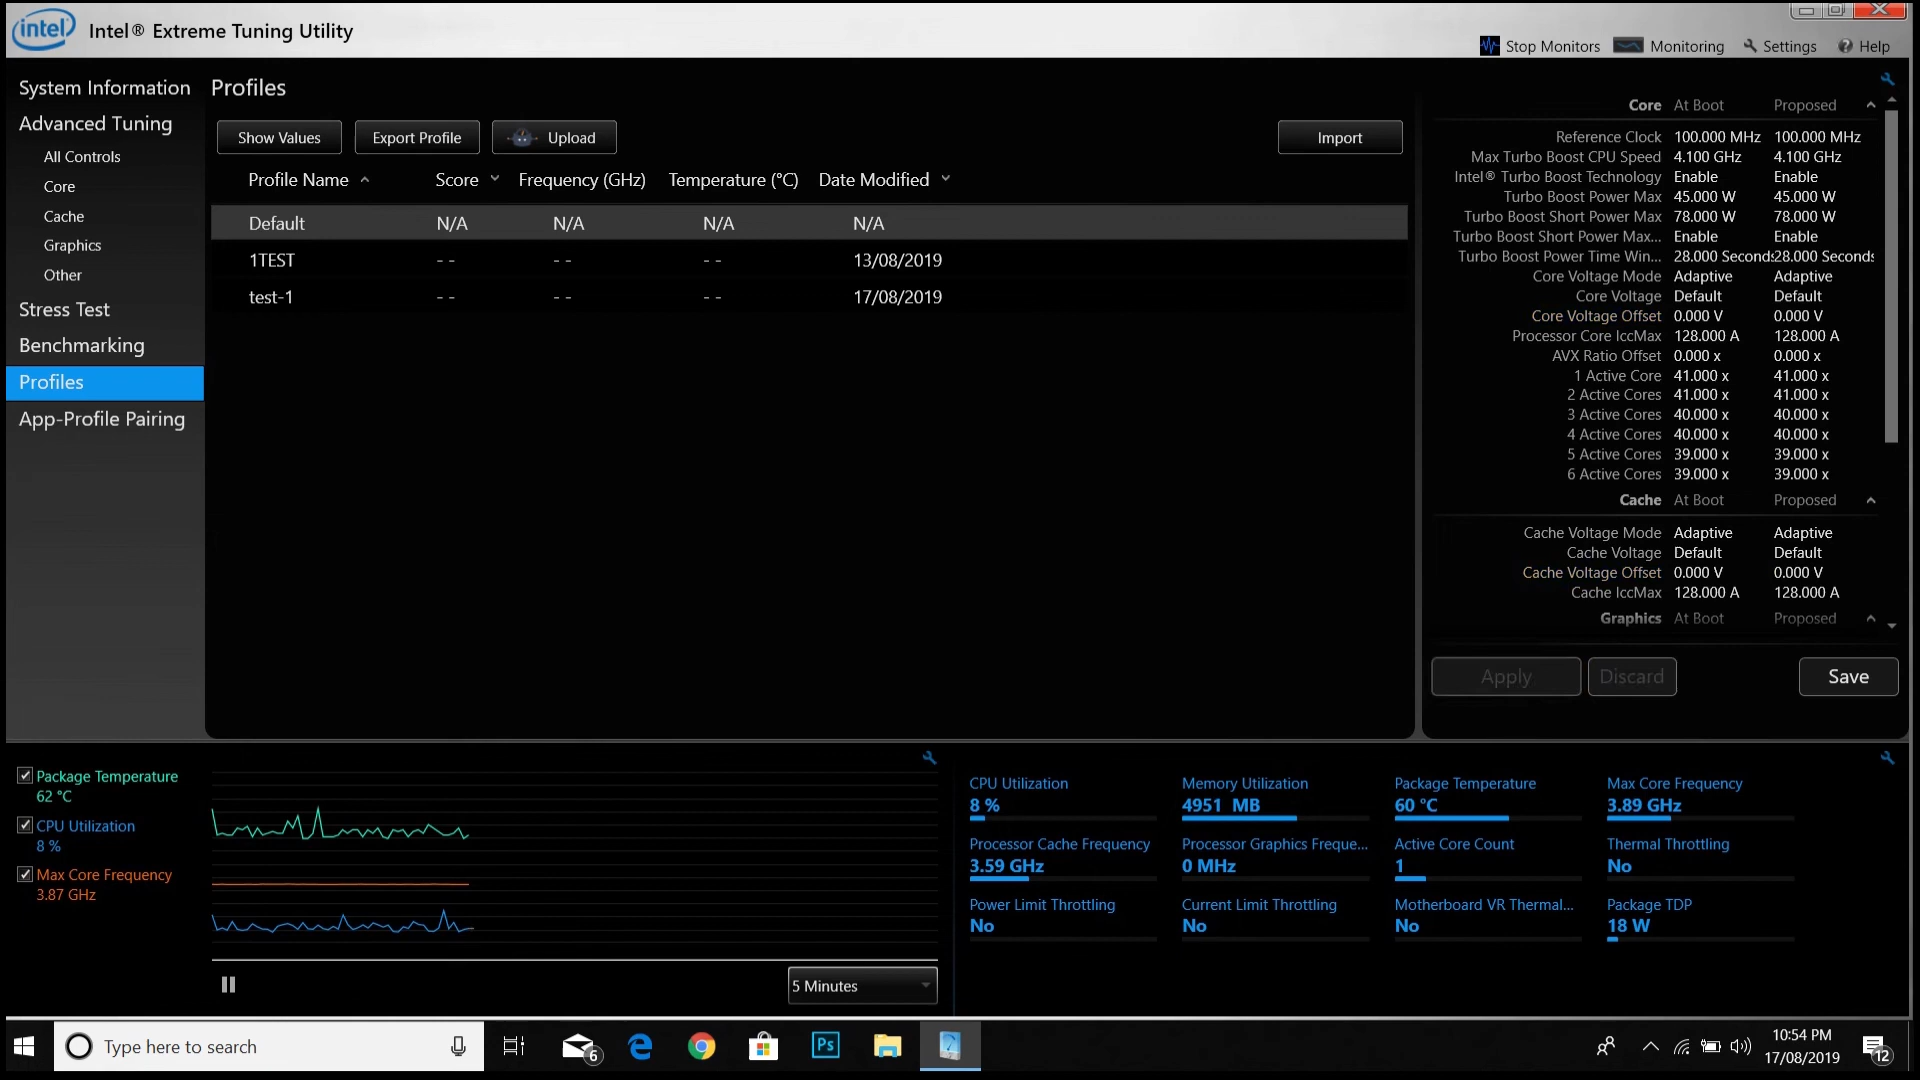 intel Intel® Extreme Tuning Utility
Stop Monitors Monitoring Settings Help
System Information
Advanced Tuning
All Controls
Core
Cache
Graphics
Other
Stress Test
Benchmarking
Profiles
App-Profile Pairing
Profiles
Show Values Export Profile Upload Import
Profile Name Score Frequency (GHz) Temperature (°C) Date Modified
Default N/A N/A N/A N/A
1TEST -- -- -- 13/08/2019
test-1 -- -- -- 17/08/2019
Core At Boot Proposed
Reference Clock 100.000 MHz 100.000 MHz
Max Turbo Boost CPU Speed 4.100 GHz 4.100 GHz
Intel® Turbo Boost Technology Enable Enable
Turbo Boost Power Max 45.000 W 45.000 W
Turbo Boost Short Power Max 78.000 W 78.000 W
Turbo Boost Short Power Max... Enable Enable
Turbo Boost Power Time Win... 28.000 Seconds 28.000 Seconds
Core Voltage Mode Adaptive Adaptive
Core Voltage Default Default
Core Voltage Offset 0.000 V 0.000 V
Processor Core IccMax 128.000 A 128.000 A
AVX Ratio Offset 0.000 x 0.000 x
1 Active Core 41.000 x 41.000 x
2 Active Cores 41.000 x 41.000 x
3 Active Cores 40.000 x 40.000 x
4 Active Cores 40.000 x 40.000 x
5 Active Cores 39.000 x 39.000 x
6 Active Cores 39.000 x 39.000 x
Cache At Boot Proposed
Cache Voltage Mode Adaptive Adaptive
Cache Voltage Default Default
Cache Voltage Offset 0.000 V 0.000 V
Cache IccMax 128.000 A 128.000 A
Graphics At Boot Proposed
Apply Discard Save
Package Temperature
62 °C
CPU Utilization
8 %
Max Core Frequency
3.87 GHz
5 Minutes
CPU Utilization Memory Utilization Package Temperature Max Core Frequency
8 % 4951 MB 60 °C 3.89 GHz
Processor Cache Frequency Processor Graphics Freque... Active Core Count Thermal Throttling
3.59 GHz 0 MHz 1 No
Power Limit Throttling Current Limit Throttling Motherboard VR Thermal... Package TDP
No No No 18 W
Type here to search 6 Ps 10:54 PM 12
17/08/2019